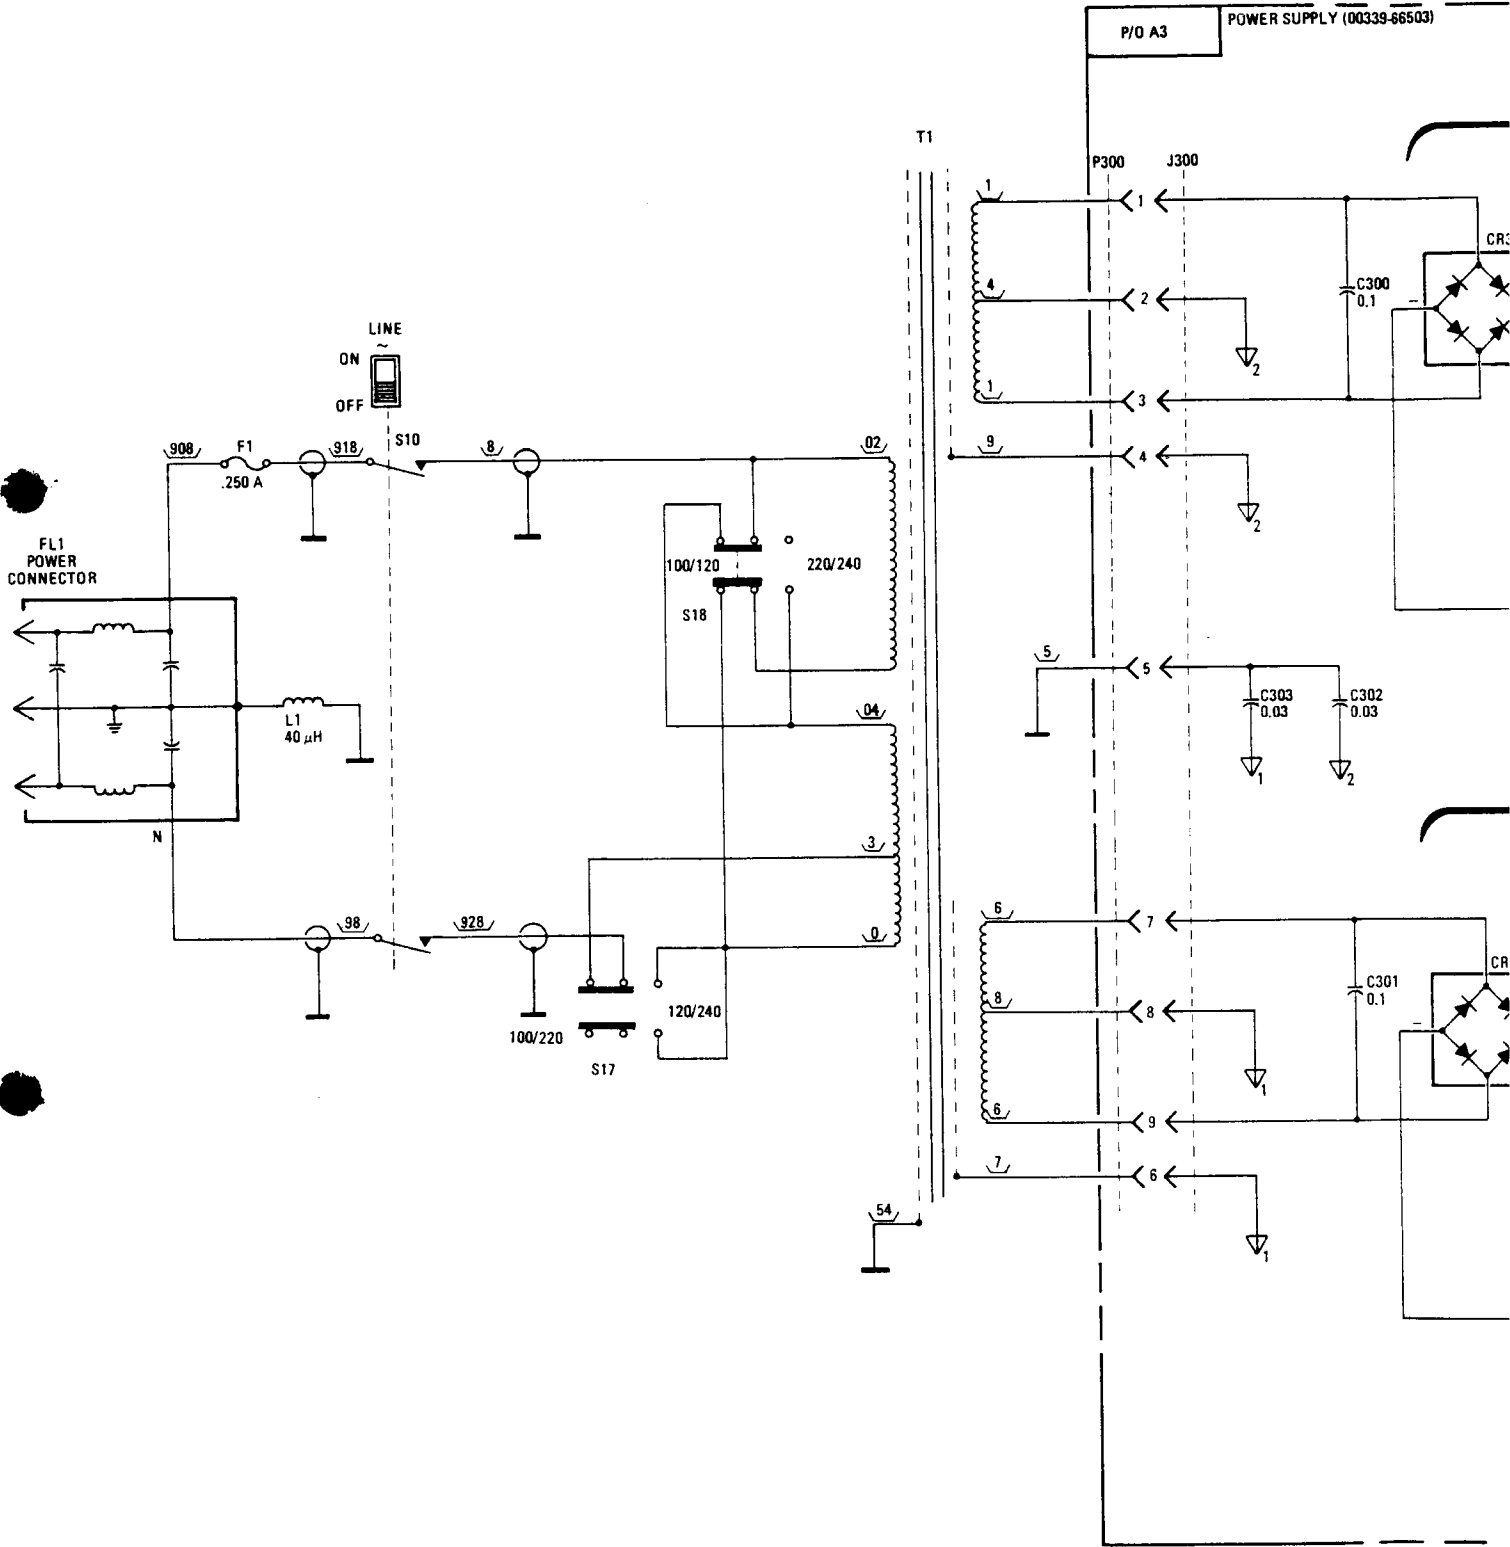 P/O A3
POWER SUPPLY (00339-66503)
T1
P300
J300
1
1
4
2
2
C300
0.1
CR3
−
1
3
9
4
2
LINE
~
ON
OFF
S10
908
F1
.250 A
918
8
02
FL1
POWER
CONNECTOR
100/120
220/240
S18
L1
40 µH
N
5
5
C303
0.03
C302
0.03
1
2
04
3
0
98
928
100/220
120/240
S17
6
7
8
8
1
C301
0.1
CR
−
6
9
7
6
1
54